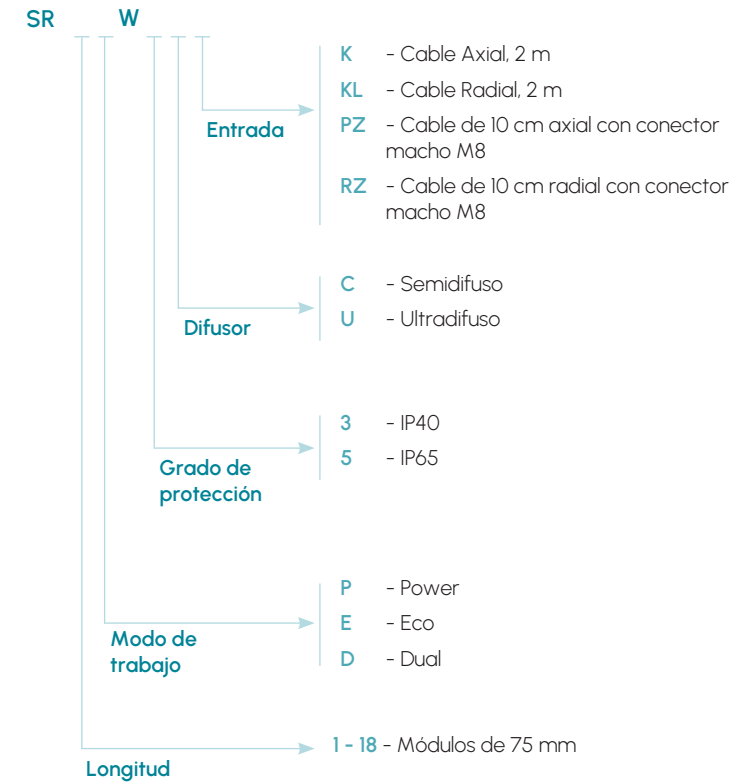 SR W
K - Cable Axial, 2 m
KL - Cable Radial, 2 m
Entrada
PZ - Cable de 10 cm axial con conector
macho M8
RZ - Cable de 10 cm radial con conector
macho M8
C - Semidifuso
U - Ultradifuso
Difusor
3 - IP40
5 - IP65
Grado de
protección
P - Power
E - Eco
D - Dual
Modo de
trabajo
1 - 18 - Módulos de 75 mm
Longitud